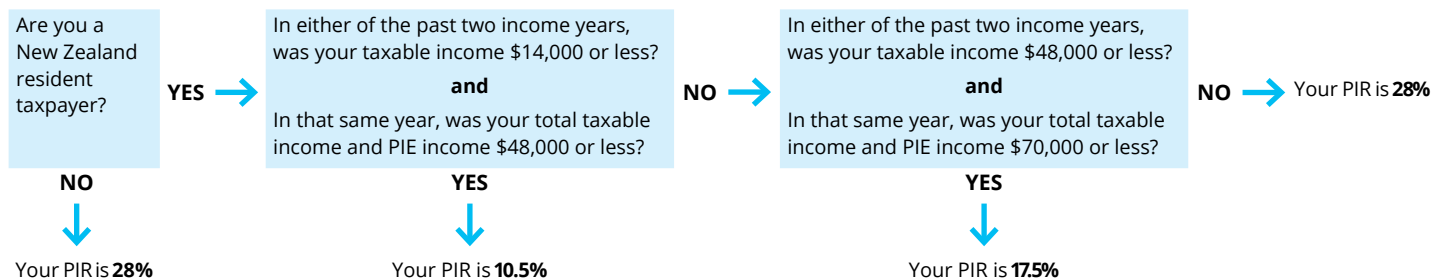 Are you a
New Zealand
resident
taxpayer?
YES
In either of the past two income years,
was your taxable income $14,000 or less?
and
In that same year, was your total taxable
income and PIE income $48,000 or less?
NO
In either of the past two income years,
was your taxable income $48,000 or less?
and
In that same year, was your total taxable
income and PIE income $70,000 or less?
NO
Your PIR is 28%
NO
YES
YES
Your PIR is 28%
Your PIR is 10.5%
Your PIR is 17.5%